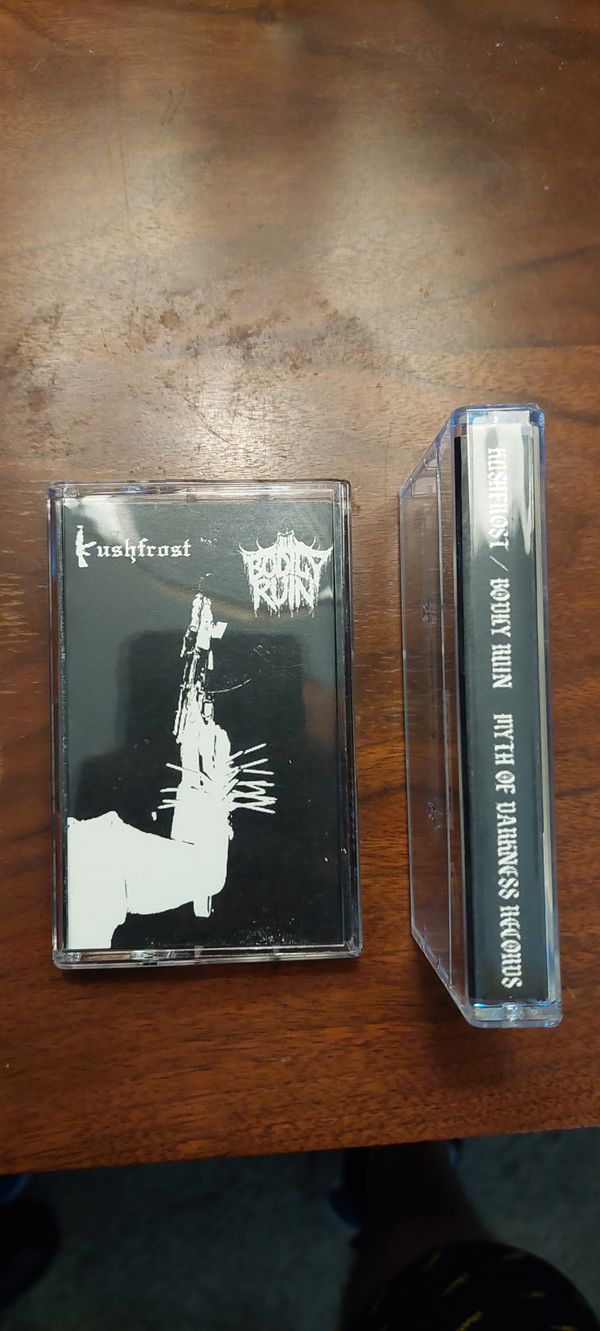 Kushfrost
BODILY
RUIN
KUSHFROST / BODILY RUIN MYTH OF DARKNESS RECORDS